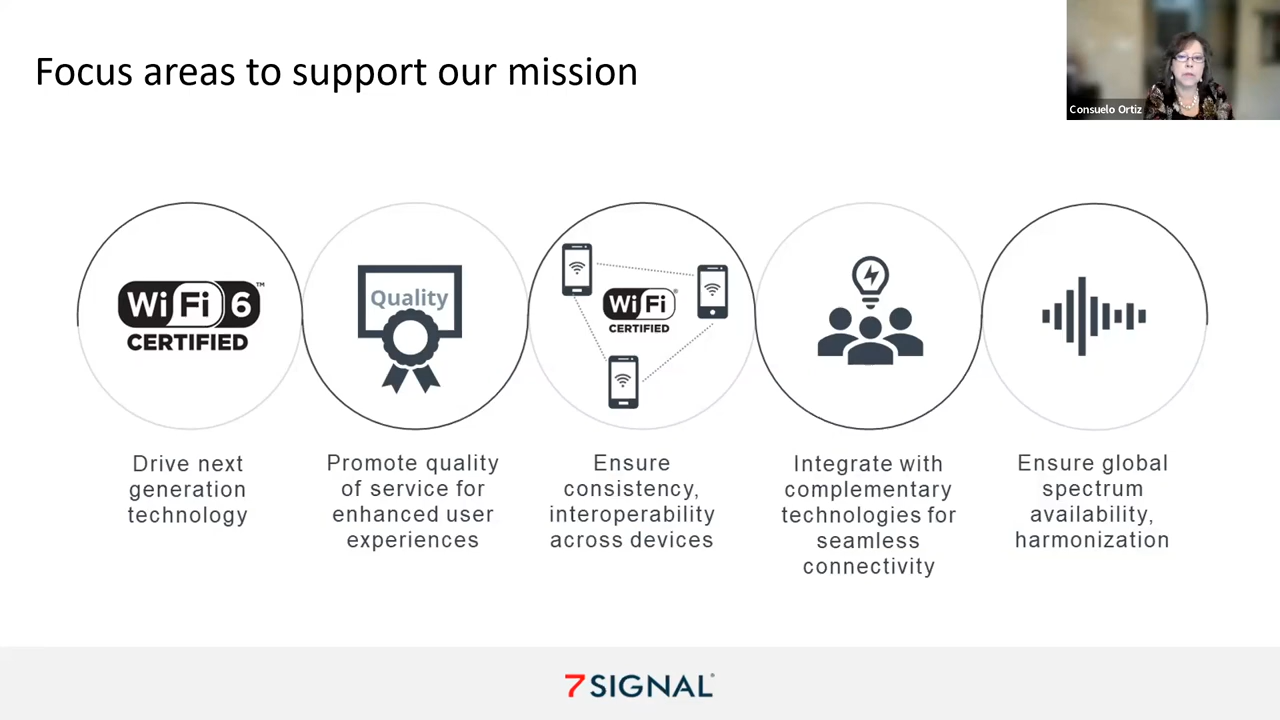 Focus areas to support our mission
Consuelo Ortiz
Wi Fi 6™
CERTIFIED
Quality
Wi Fi®
CERTIFIED
Drive next
generation
technology
Promote quality
of service for
enhanced user
experiences
Ensure
consistency,
interoperability
across devices
Integrate with
complementary
technologies for
seamless
connectivity
Ensure global
spectrum
availability,
harmonization
7SIGNAL®